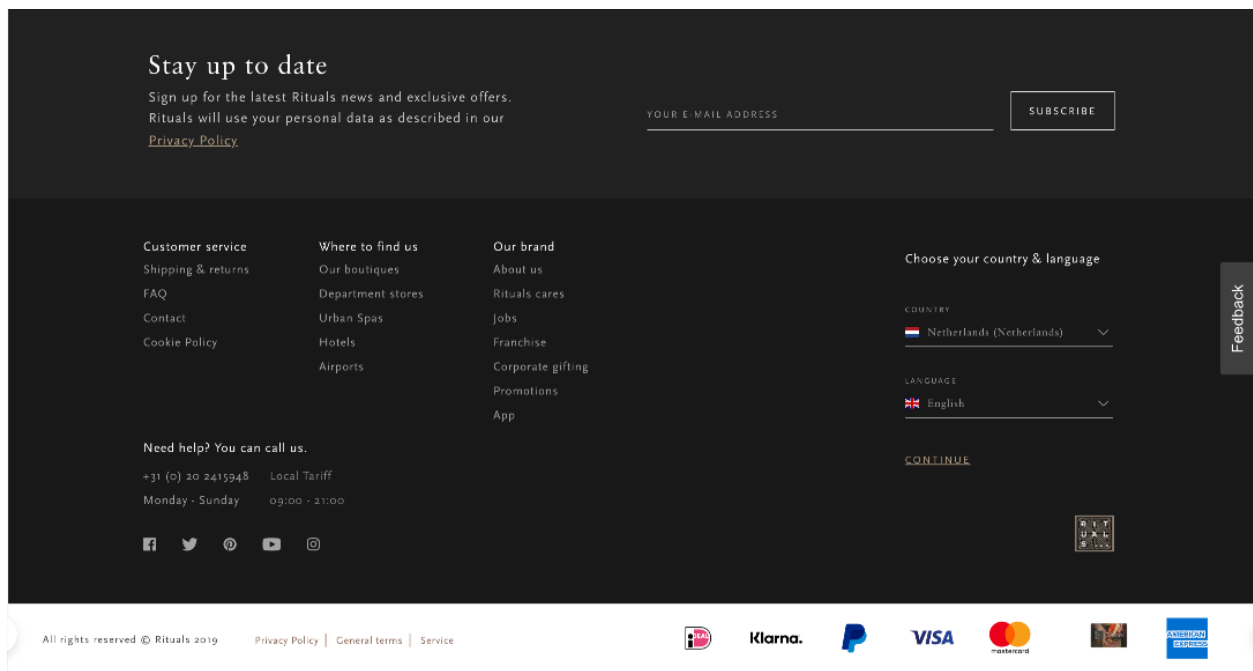 Stay up to date
Sign up for the latest Rituals news and exclusive offers.
Rituals will use your personal data as described in our
Privacy Policy
YOUR E-MAIL ADDRESS
SUBSCRIBE
Customer service
Shipping & returns
FAQ
Contact
Cookie Policy
Where to find us
Our boutiques
Department stores
Urban Spas
Hotels
Airports
Our brand
About us
Rituals cares
Jobs
Franchise
Corporate gifting
Promotions
App
Choose your country & language
COUNTRY
Netherlands (Netherlands)
LANGUAGE
English
CONTINUE
Feedback
Need help? You can call us.
+31 (0) 20 2415948 Local Tariff
Monday - Sunday 09:00 - 21:00
RIT
UAL
S
All rights reserved © Rituals 2019 Privacy Policy | General terms | Service
iDEAL
Klarna.
VISA
mastercard
AMERICAN
EXPRESS